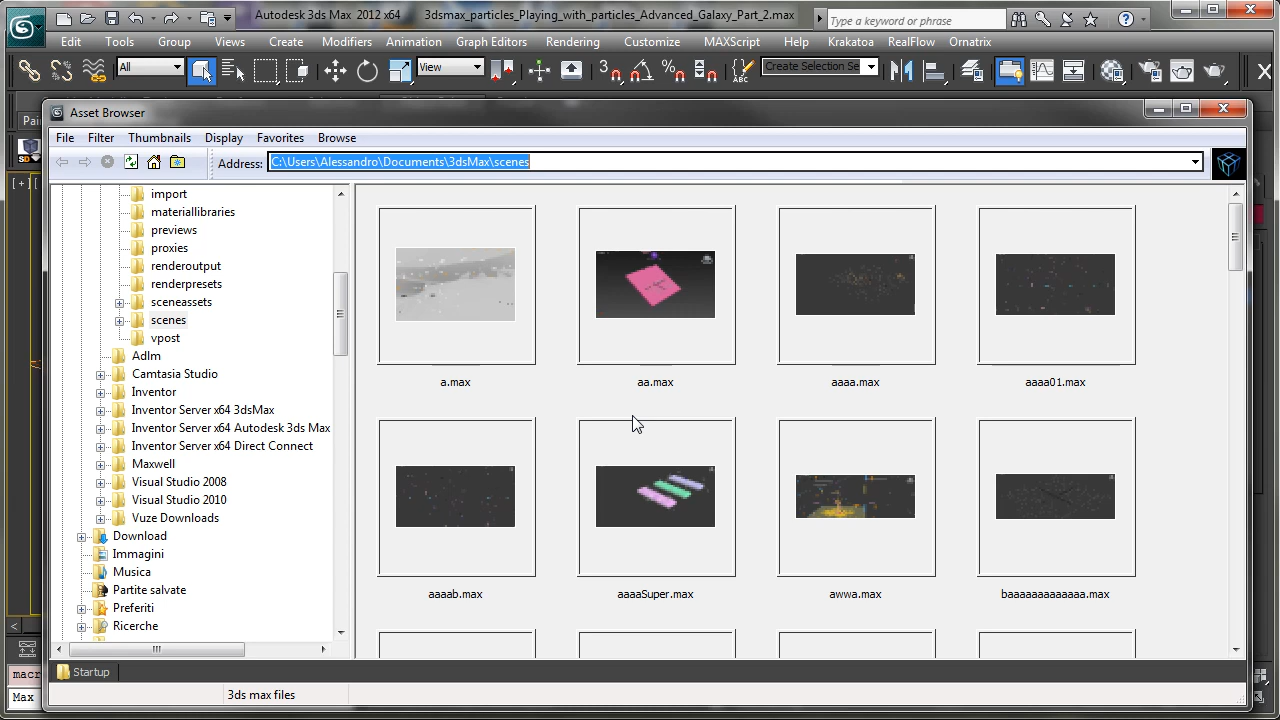 Autodesk 3ds Max 2012 x64 3dsmax_particles_Playing_with_particles_Advanced_Galaxy_Part_2.max
Type a keyword or phrase
Edit Tools Group Views Create Modifiers Animation Graph Editors Rendering Customize MAXScript Help Krakatoa RealFlow Ornatrix
All View 3 Create Selection Se
Asset Browser
File Filter Thumbnails Display Favorites Browse
Address: C:\Users\Alessandro\Documents\3dsMax\scenes
import
materiallibraries
previews
proxies
renderoutput
renderpresets
sceneassets
scenes
vpost
Adlm
Camtasia Studio
Inventor
Inventor Server x64 3dsMax
Inventor Server x64 Autodesk 3ds Max
Inventor Server x64 Direct Connect
Maxwell
Visual Studio 2008
Visual Studio 2010
Vuze Downloads
Download
Immagini
Musica
Partite salvate
Preferiti
Ricerche
a.max aa.max aaaa.max aaaa01.max
aaaab.max aaaaSuper.max awwa.max baaaaaaaaaaaaa.max
Startup
3ds max files
macr
Max